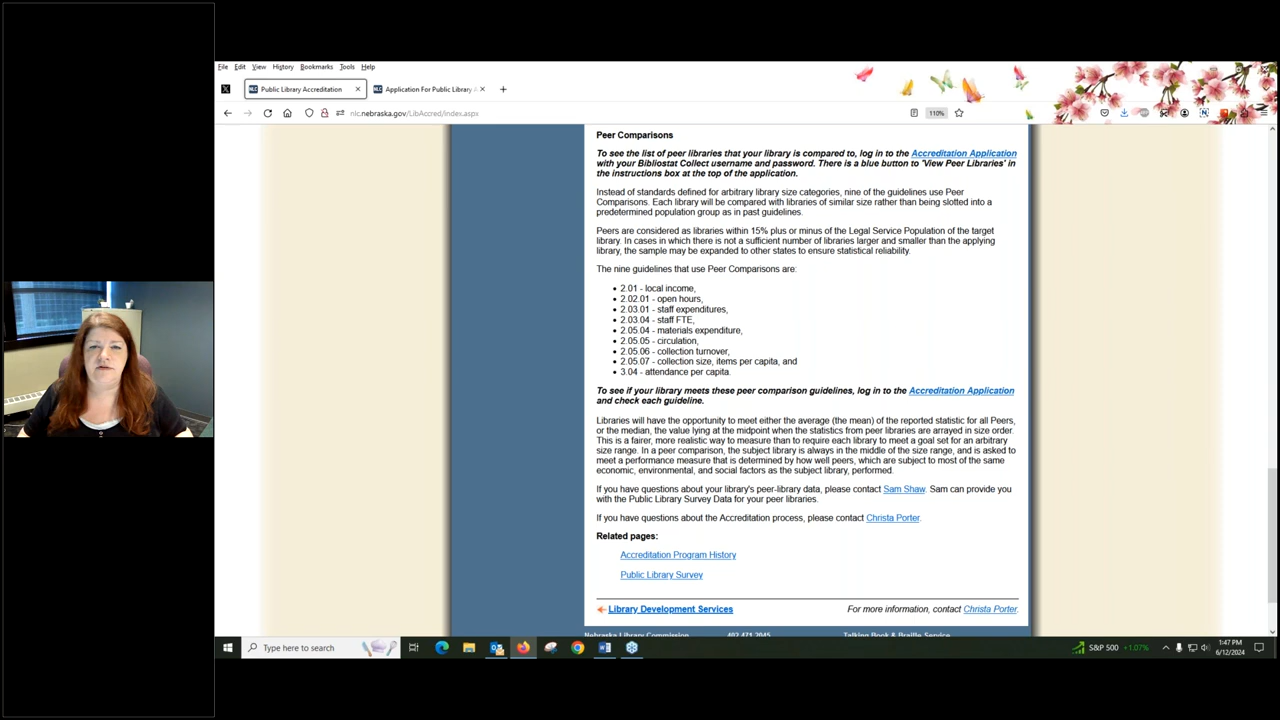 File Edit View History Bookmarks Tools Help
Public Library Accreditation
Application For Public Library A
nlc.nebraska.gov/LibAccred/index.aspx
110%
Peer Comparisons
To see the list of peer libraries that your library is compared to, log in to the Accreditation Application
with your Bibliostat Collect username and password. There is a blue button to 'View Peer Libraries' in
the instructions box at the top of the application.
Instead of standards defined for arbitrary library size categories, nine of the guidelines use Peer
Comparisons. Each library will be compared with libraries of similar size rather than being slotted into a
predetermined population group as in past guidelines.
Peers are considered as libraries within 15% plus or minus of the Legal Service Population of the target
library. In cases in which there is not a sufficient number of libraries larger and smaller than the applying
library, the sample may be expanded to other states to ensure statistical reliability.
The nine guidelines that use Peer Comparisons are:
• 2.01 - local income,
• 2.02.01 - open hours,
• 2.03.01 - staff expenditures,
• 2.03.04 - staff FTE,
• 2.05.04 - materials expenditure,
• 2.05.05 - circulation,
• 2.05.06 - collection turnover,
• 2.05.07 - collection size, items per capita, and
• 3.04 - attendance per capita.
To see if your library meets these peer comparison guidelines, log in to the Accreditation Application
and check each guideline.
Libraries will have the opportunity to meet either the average (the mean) of the reported statistic for all Peers,
or the median, the value lying at the midpoint when the statistics from peer libraries are arrayed in size order.
This is a fairer, more realistic way to measure than to require each library to meet a goal set for an arbitrary
size range. In a peer comparison, the subject library is always in the middle of the size range, and is asked to
meet a performance measure that is determined by how well peers, which are subject to most of the same
economic, environmental, and social factors as the subject library, performed.
If you have questions about your library's peer-library data, please contact Sam Shaw. Sam can provide you
with the Public Library Survey Data for your peer libraries.
If you have questions about the Accreditation process, please contact Christa Porter.
Related pages:
Accreditation Program History
Public Library Survey
Library Development Services
For more information, contact Christa Porter.
Nebraska Library Commission
402.471.2045
Talking Book & Braille Service
Type here to search
S&P 500 +1.07%
1:47 PM
6/12/2024